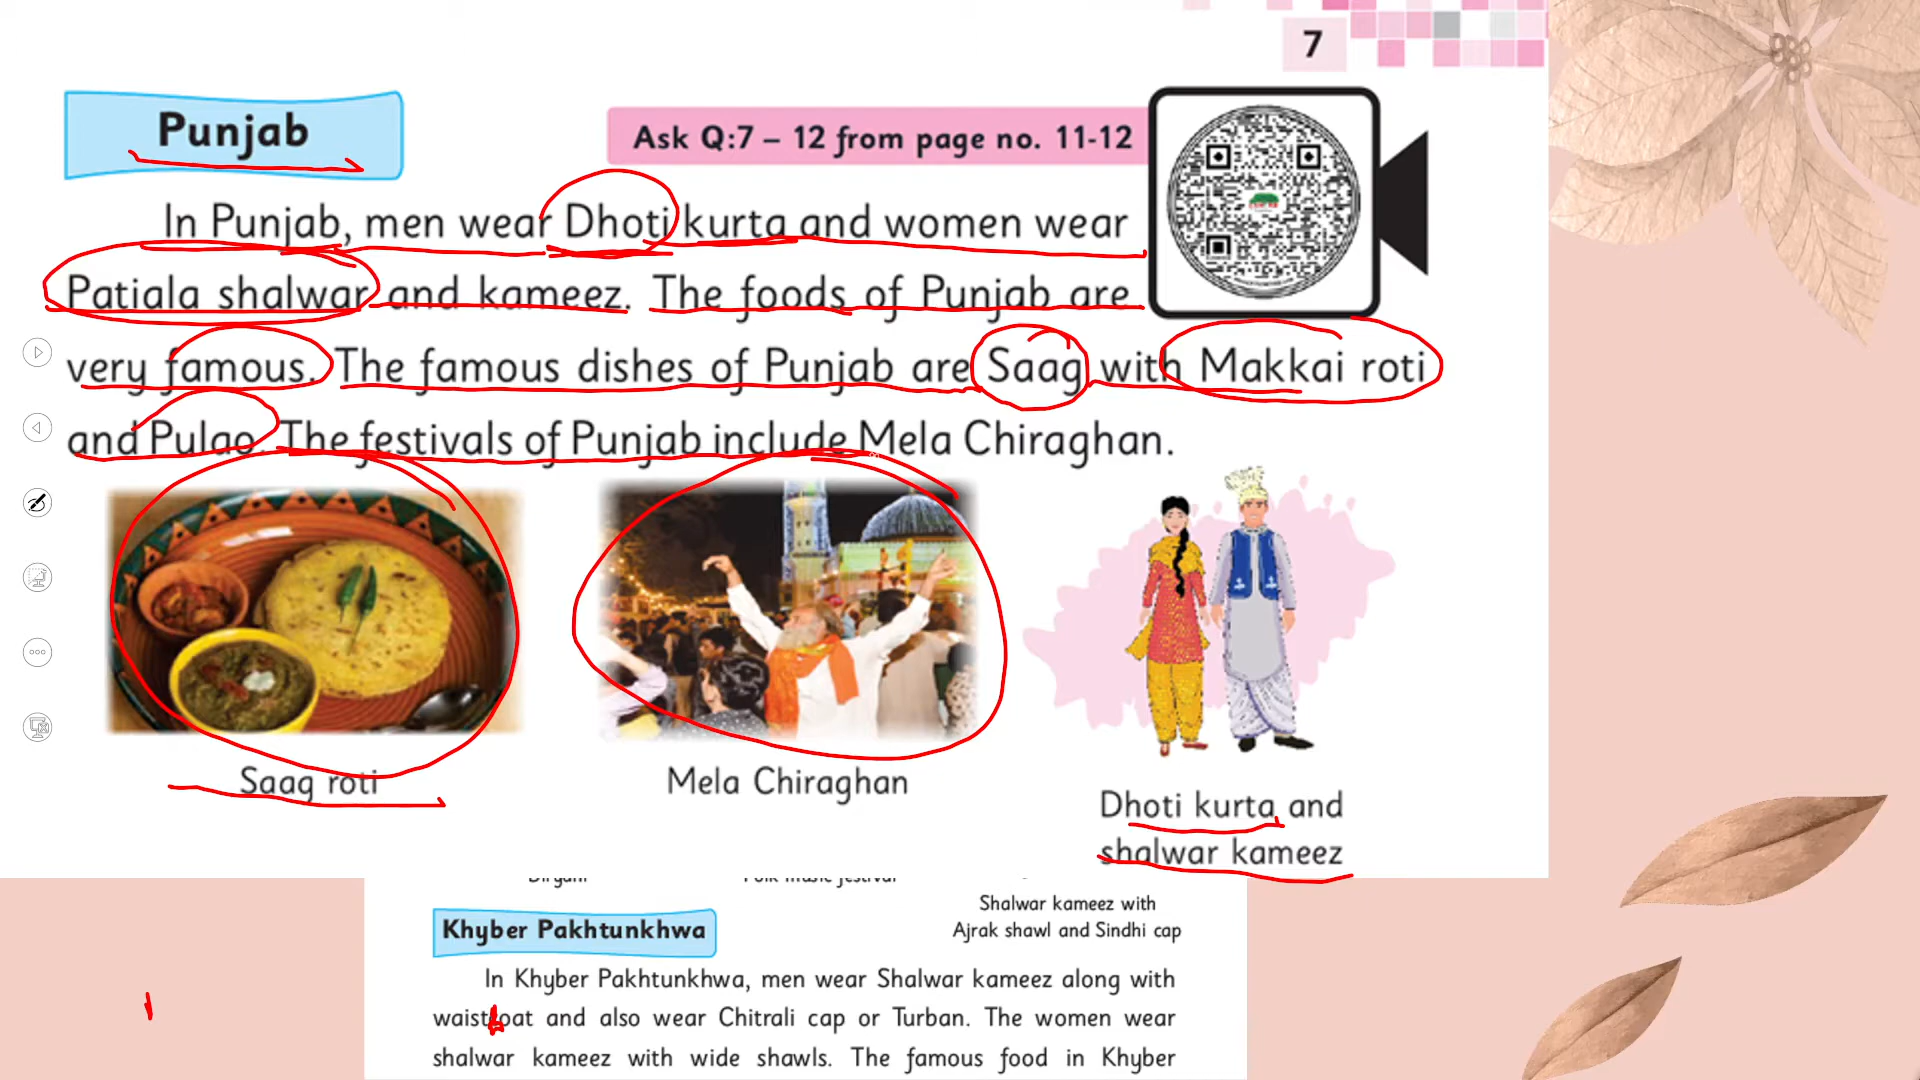 7
Punjab
Ask Q:7 – 12 from page no. 11-12
In Punjab, men wear Dhoti kurta and women wear
Patiala shalwar and kameez. The foods of Punjab are
very famous. The famous dishes of Punjab are Saag with Makkai roti
and Pulao. The festivals of Punjab include Mela Chiraghan.
Saag roti
Mela Chiraghan
Dhoti kurta and
shalwar kameez
Shalwar kameez with
Ajrak shawl and Sindhi cap
Khyber Pakhtunkhwa
In Khyber Pakhtunkhwa, men wear Shalwar kameez along with
waistcoat and also wear Chitrali cap or Turban. The women wear
shalwar kameez with wide shawls. The famous food in Khyber